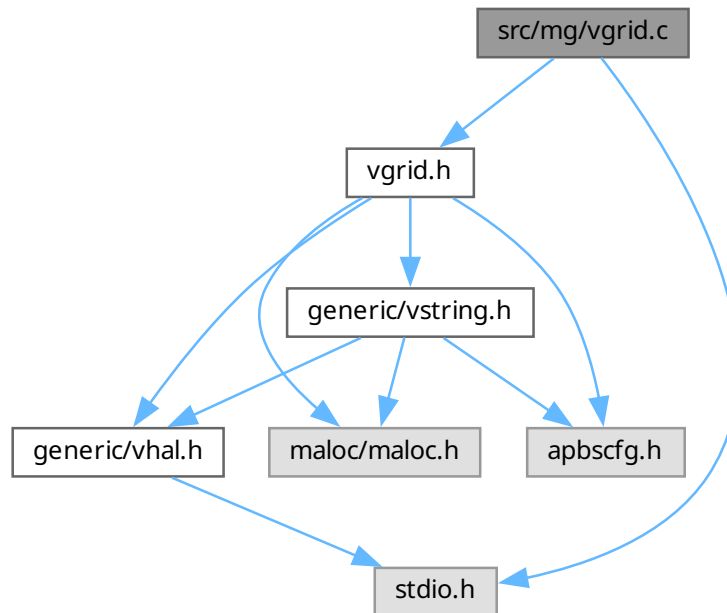 src/mg/vgrid.c
vgrid.h
generic/vstring.h
generic/vhal.h
maloc/maloc.h
apbscfg.h
stdio.h